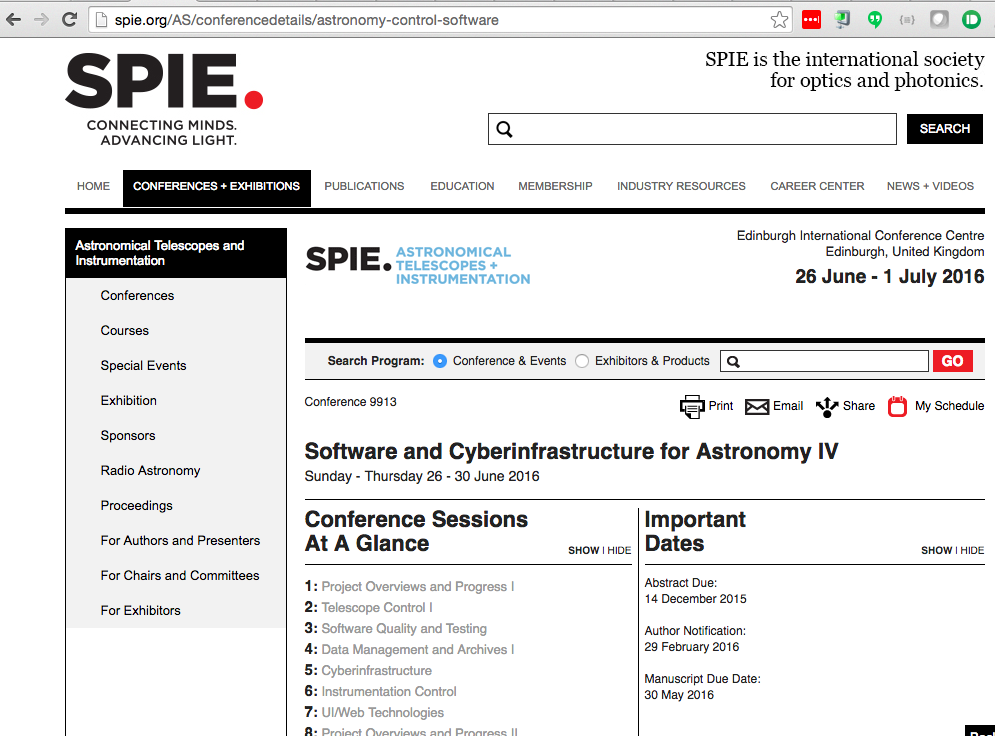 spie.org/AS/conferencedetails/astronomy-control-software
SPIE.
CONNECTING MINDS.
ADVANCING LIGHT.
SPIE is the international society
for optics and photonics.
SEARCH
HOME CONFERENCES + EXHIBITIONS PUBLICATIONS EDUCATION MEMBERSHIP INDUSTRY RESOURCES CAREER CENTER NEWS + VIDEOS
Astronomical Telescopes and
Instrumentation
Conferences
Courses
Special Events
Exhibition
Sponsors
Radio Astronomy
Proceedings
For Authors and Presenters
For Chairs and Committees
For Exhibitors
SPIE. ASTRONOMICAL
TELESCOPES +
INSTRUMENTATION
Edinburgh International Conference Centre
Edinburgh, United Kingdom
26 June - 1 July 2016
Search Program: Conference & Events Exhibitors & Products GO
Conference 9913
Print Email Share My Schedule
Software and Cyberinfrastructure for Astronomy IV
Sunday - Thursday 26 - 30 June 2016
Conference Sessions
At A Glance
SHOW | HIDE
1: Project Overviews and Progress I
2: Telescope Control I
3: Software Quality and Testing
4: Data Management and Archives I
5: Cyberinfrastructure
6: Instrumentation Control
7: UI/Web Technologies
8: Project Overviews and Progress II
Important
Dates
SHOW | HIDE
Abstract Due:
14 December 2015
Author Notification:
29 February 2016
Manuscript Due Date:
30 May 2016